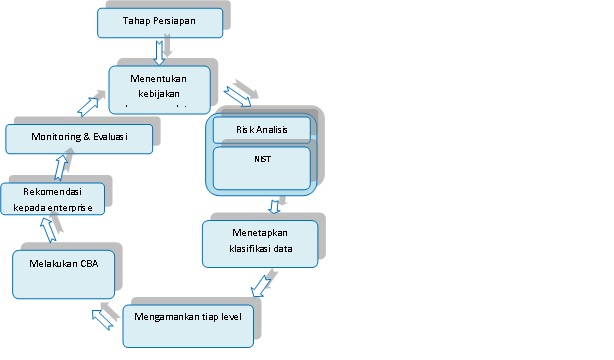 Tahap Persiapan
Menentukan
kebijakan
Risk Analisis
NIST
Monitoring & Evaluasi
Rekomendasi
kepada enterprise
Menetapkan
klasifikasi data
Melakukan CBA
Mengamankan tiap level